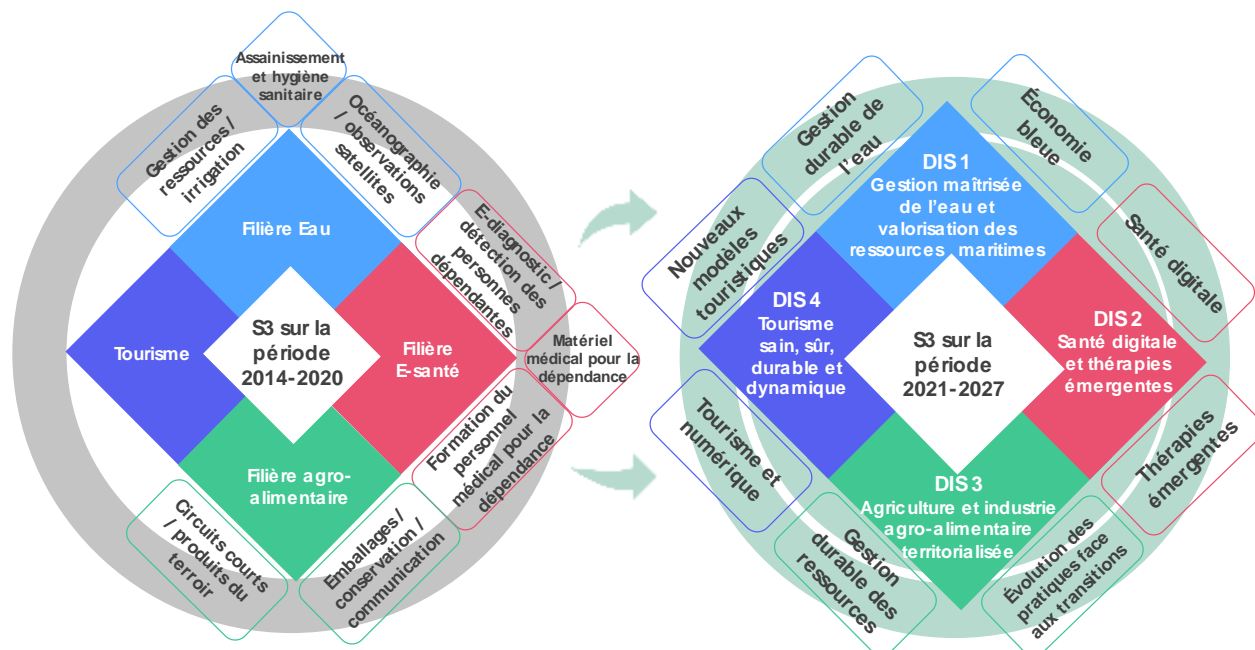 Assainissement
et hygiène
sanitaire
Gestion des
ressources /
irrigation
Océanographie
/ observations
satellites
Filière Eau
E-diagnostic /
détection des
personnes
dépendantes
Tourisme
S3 sur la
période
2014-2020
Filière
E-santé
Matériel
médical pour la
dépendance
Formation du
personnel
médical pour la
dépendance
Filière agro-
alimentaire
Circuits courts
/ produits du
terroir
Emballages /
conservation /
communication
Gestion
durable de
l’eau
Économie
bleue
DIS 1
Gestion maîtrisée
de l’eau et
valorisation des
ressources maritimes
Nouveaux
modèles
touristiques
Santé digitale
DIS 4
Tourisme
sain, sûr,
durable et
dynamique
S3 sur la
période
2021-2027
DIS 2
Santé digitale
et thérapies
émergentes
Tourisme et
numérique
Thérapies
émergentes
DIS 3
Agriculture et industrie
agro-alimentaire
territorialisée
Gestion
durable des
ressources
Évolution des
pratiques face
aux transitions